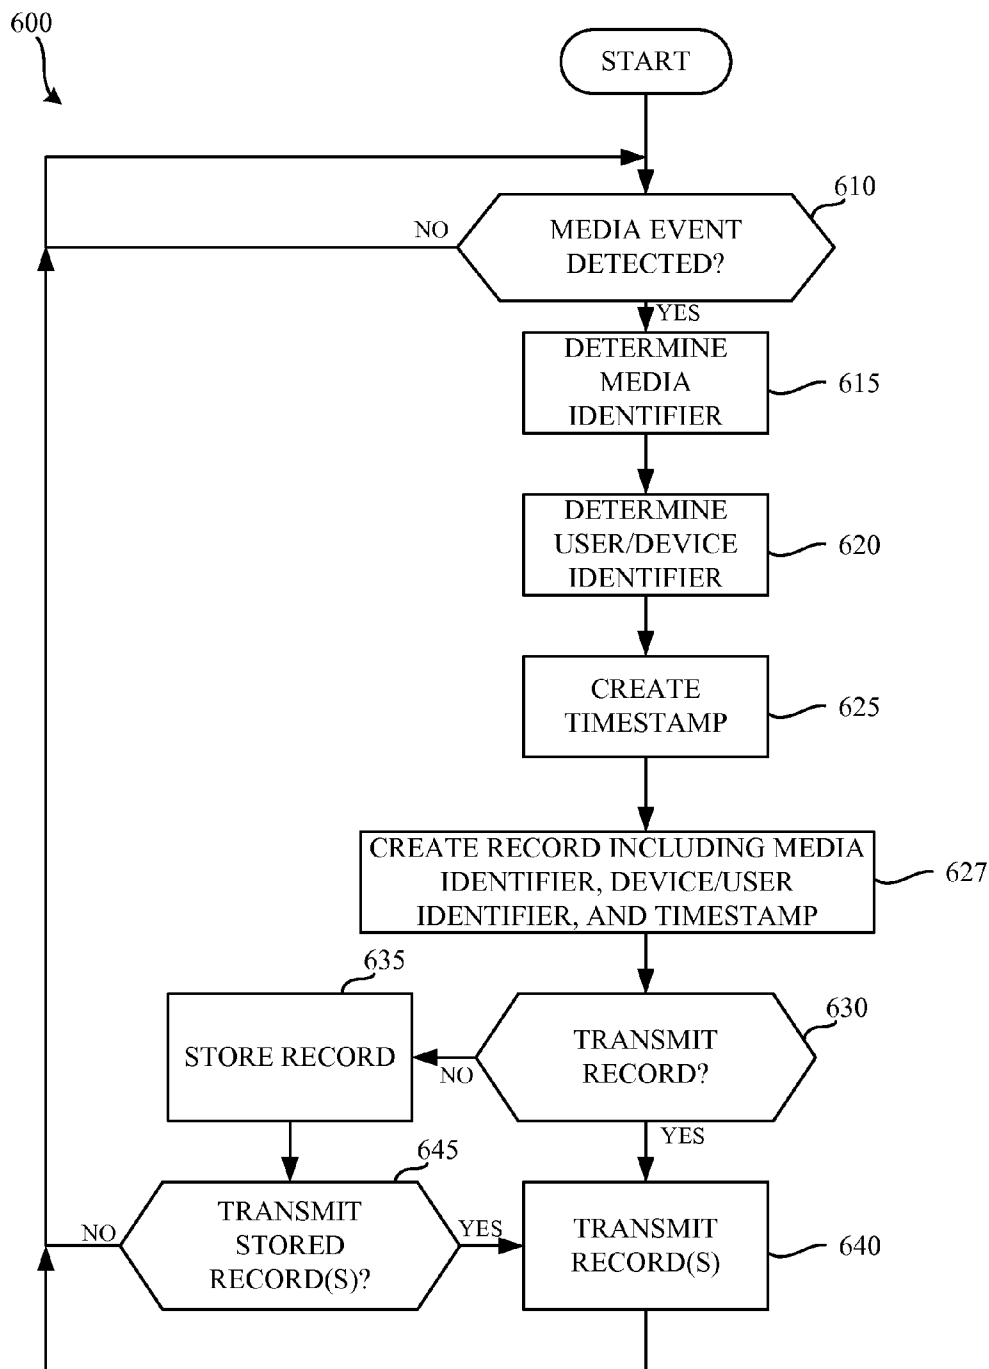 600
START
610
NO
MEDIA EVENT
DETECTED?
YES
DETERMINE
MEDIA
IDENTIFIER
615
DETERMINE
USER/DEVICE
IDENTIFIER
620
CREATE
TIMESTAMP
625
CREATE RECORD INCLUDING MEDIA
IDENTIFIER, DEVICE/USER
IDENTIFIER, AND TIMESTAMP
627
635
630
STORE RECORD
NO
TRANSMIT
RECORD?
YES
645
NO
TRANSMIT
STORED
RECORD(S)?
YES
TRANSMIT
RECORD(S)
640